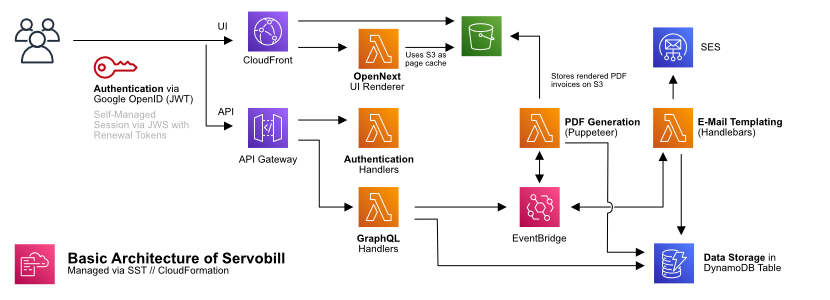 UI
CloudFront
OpenNext
UI Renderer
Uses S3 as
page cache
Stores rendered PDF
invoices on S3
SES
Authentication via
Google OpenID (JWT)
Self-Managed
Session via JWS with
Renewal Tokens
API
API Gateway
Authentication
Handlers
PDF Generation
(Puppeteer)
E-Mail Templating
(Handlebars)
GraphQL
Handlers
EventBridge
Data Storage in
DynamoDB Table
Basic Architecture of Servobill
Managed via SST // CloudFormation